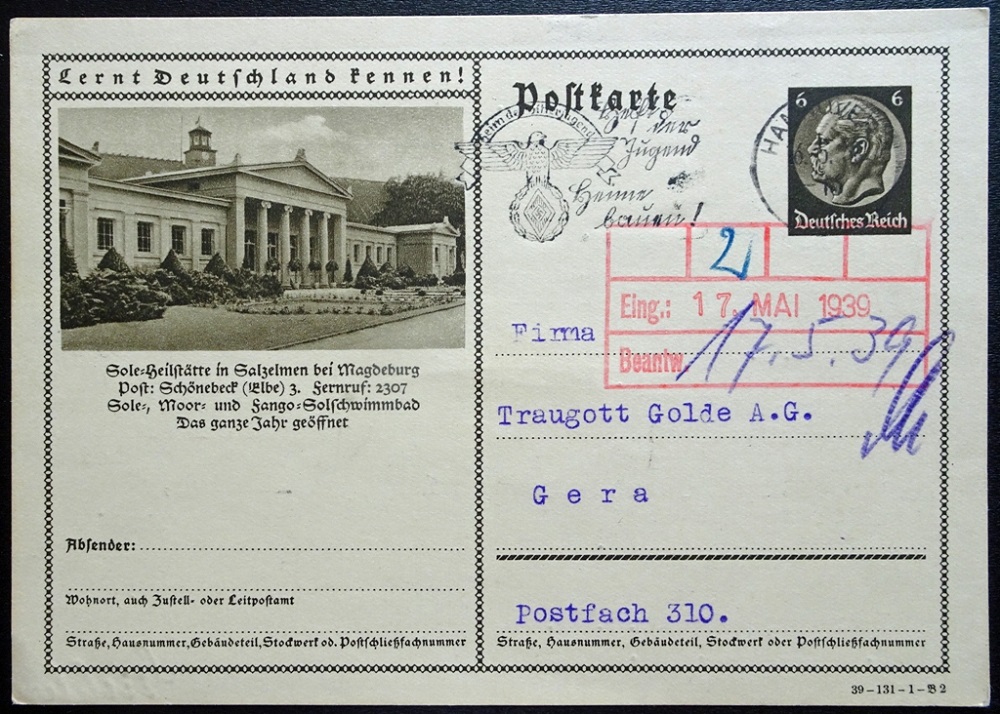 Lernt Deutschland kennen!
Sole-Heilstätte in Salzelmen bei Magdeburg
Post: Schönebeck (Elbe) 3. Fernruf: 2307
Sole-, Moor- und Fango-Solschwimmbad
Das ganze Jahr geöffnet
Absender:
Wohnort, auch Zustell- oder Leitpostamt
Straße, Hausnummer, Gebäudeteil, Stockwerk od. Postschließfachnummer
Postkarte
Helft
der
Jugend
Heime
bauen!
6 6
Deutsches Reich
2
Eing.: 17. MAI 1939
Beantw.
17.5.39
Firma
Traugott Golde A.G.
Gera
Postfach 310.
Straße, Hausnummer, Gebäudeteil, Stockwerk oder Postschließfachnummer
39-131-1-B2